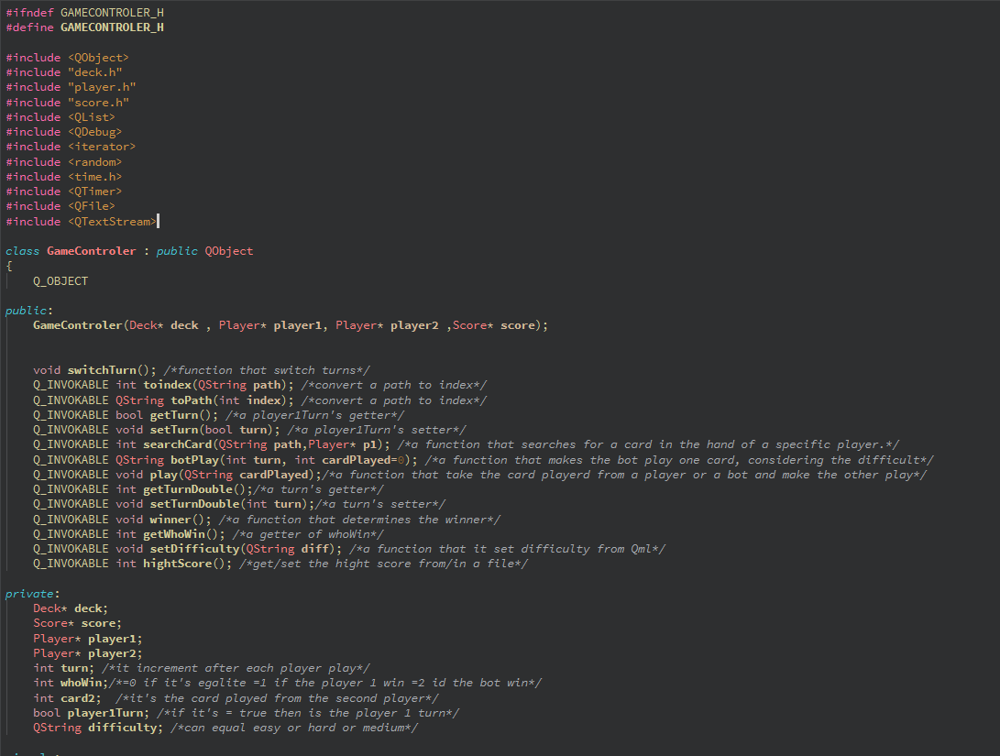 #ifndef GAMECONTROLER_H
#define GAMECONTROLER_H
#include <QObject>
#include "deck.h"
#include "player.h"
#include "score.h"
#include <QList>
#include <QDebug>
#include <iterator>
#include <random>
#include <time.h>
#include <QTimer>
#include <QFile>
#include <QTextStream>
class GameControler : public QObject
{
Q_OBJECT
public:
GameControler(Deck* deck , Player* player1, Player* player2 ,Score* score);
void switchTurn(); /*function that switch turns*/
Q_INVOKABLE int toindex(QString path); /*convert a path to index*/
Q_INVOKABLE QString toPath(int index); /*convert a path to index*/
Q_INVOKABLE bool getTurn(); /*a player1Turn's getter*/
Q_INVOKABLE void setTurn(bool turn); /*a player1Turn's setter*/
Q_INVOKABLE int searchCard(QString path,Player* p1); /*a function that searches for a card in the hand of a specific player.*/
Q_INVOKABLE QString botPlay(int turn, int cardPlayed=0); /*a function that makes the bot play one card, considering the difficult*/
Q_INVOKABLE void play(QString cardPlayed);/*a function that take the card playerd from a player or a bot and make the other play*/
Q_INVOKABLE int getTurnDouble();/*a turn's getter*/
Q_INVOKABLE void setTurnDouble(int turn);/*a turn's setter*/
Q_INVOKABLE void winner(); /*a function that determines the winner*/
Q_INVOKABLE int getWhoWin(); /*a getter of whoWin*/
Q_INVOKABLE void setDifficulty(QString diff); /*a function that it set difficulty from Qml*/
Q_INVOKABLE int hightScore(); /*get/set the hight score from/in a file*/
private:
Deck* deck;
Score* score;
Player* player1;
Player* player2;
int turn; /*it increment after each player play*/
int whoWin;/*=0 if it's egalite =1 if the player 1 win =2 id the bot win*/
int card2;  /*it's the card played from the second player*/
bool player1Turn; /*if it's = true then is the player 1 turn*/
QString difficulty; /*can equal easy or hard or medium*/